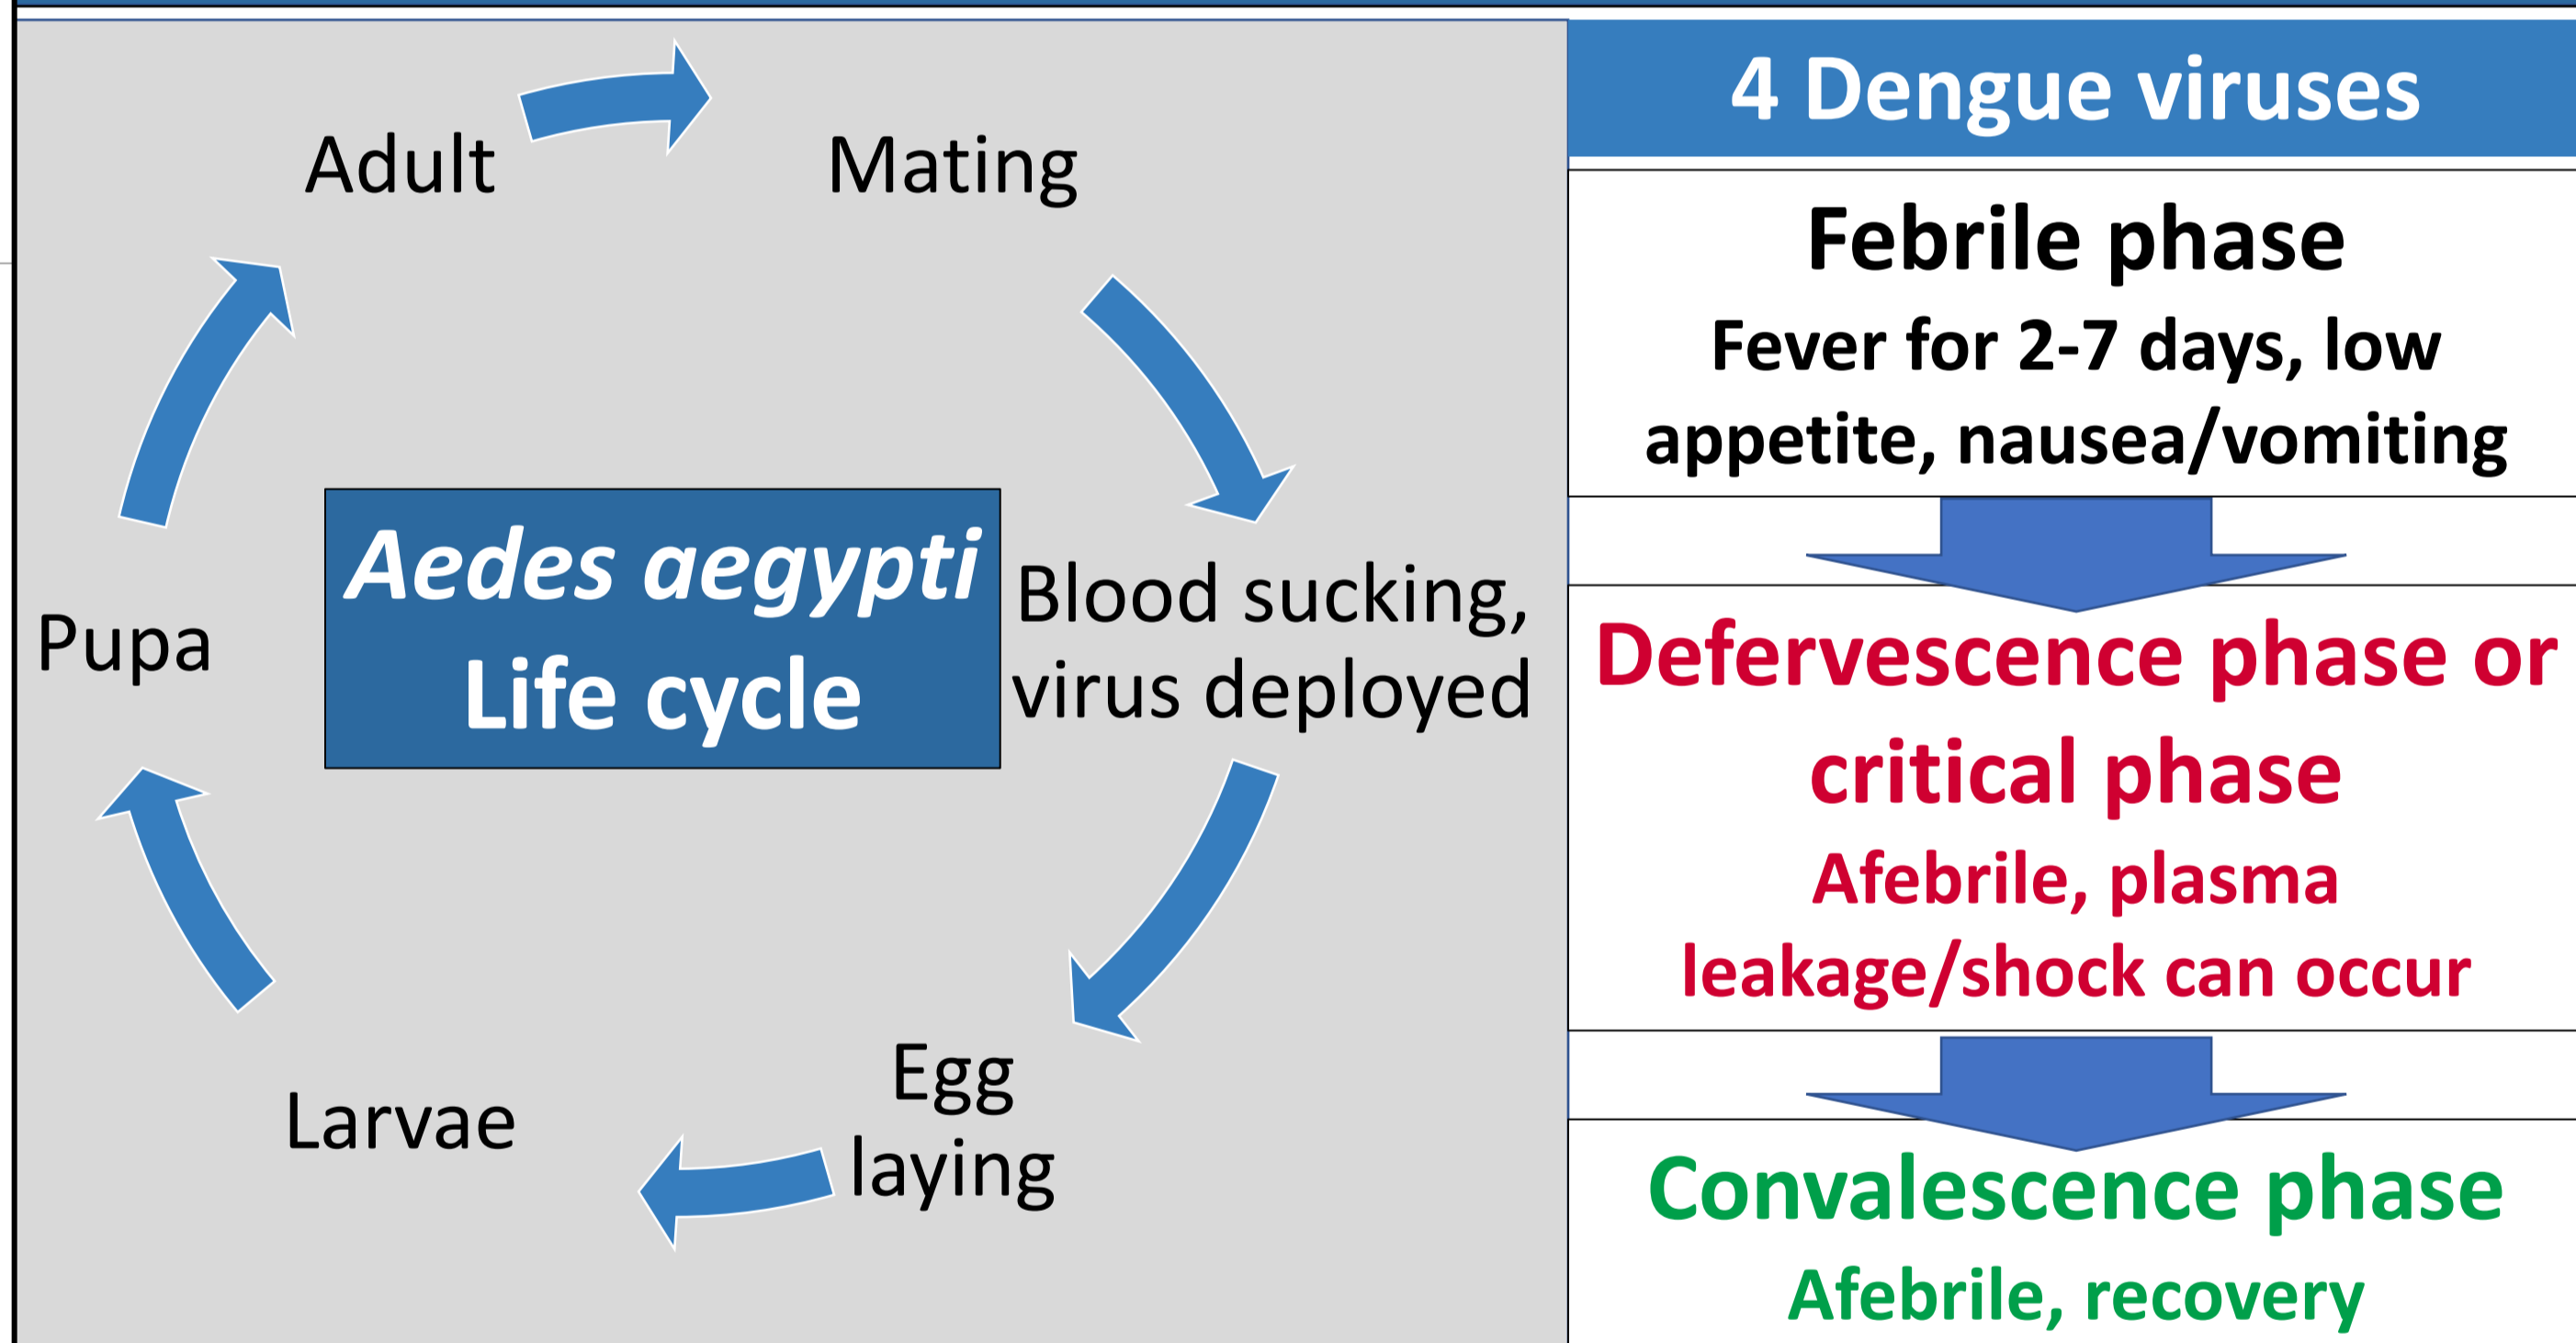 Adult
Mating
Blood sucking,
virus deployed
Egg
laying
Larvae
Pupa
Aedes aegypti
Life cycle
4 Dengue viruses
Febrile phase
Fever for 2-7 days, low
appetite, nausea/vomiting
Defervescence phase or
critical phase
Afebrile, plasma
leakage/shock can occur
Convalescence phase
Afebrile, recovery